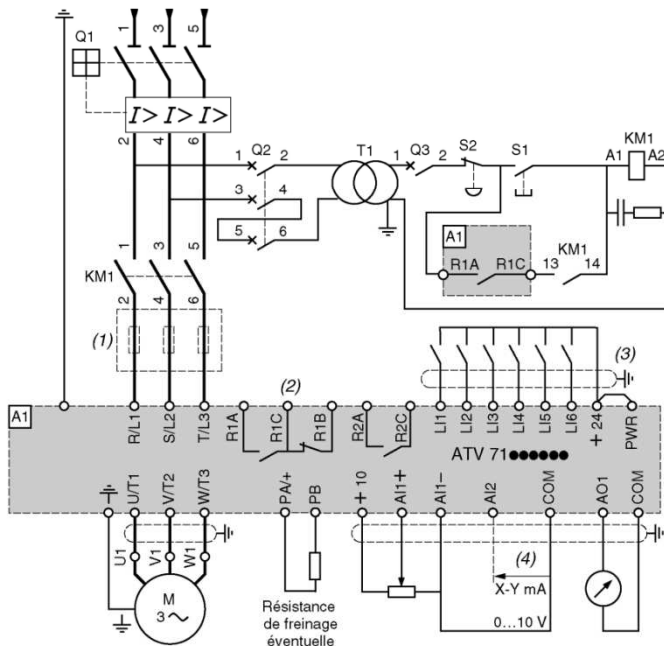 1 3 5
Q1
I> I> I>
2 4 6
1 Q2 2
3 4
5 6
T1
1 Q3 2
S2 S1
KM1
A1 A2
A1
R1A R1C
KM1
13 14
1 3 5
KM1
2 4 6
(1)
(2)
(3)
A1
R/L1 S/L2 T/L3 R1A R1C R1B R2A R2C LI1 LI2 LI3 LI4 LI5 LI6 + 24 PWR
ATV 71●●●●●●
U/T1 V/T2 W/T3 PA/+ PB + 10 AI1+ AI1- AI2 COM AO1 COM
U1 V1 W1
(4)
X-Y mA
0...10 V
M
3 ~
Résistance
de freinage
éventuelle